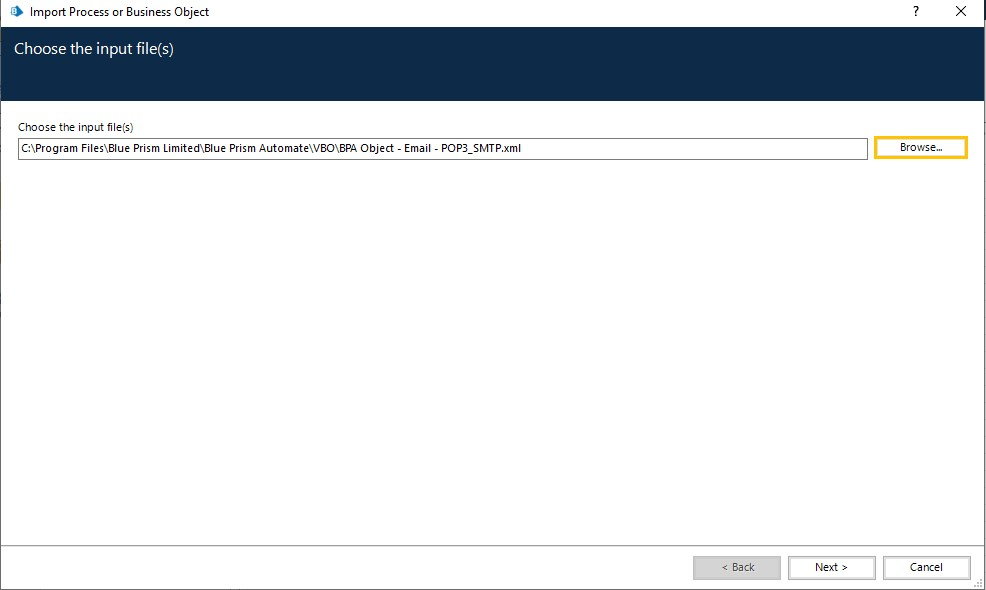 Import Process or Business Object
?
Choose the input file(s)
Choose the input file(s)
C:\Program Files\Blue Prism Limited\Blue Prism Automate\VBO\BPA Object - Email - POP3_SMTP.xml
Browse...
< Back
Next >
Cancel